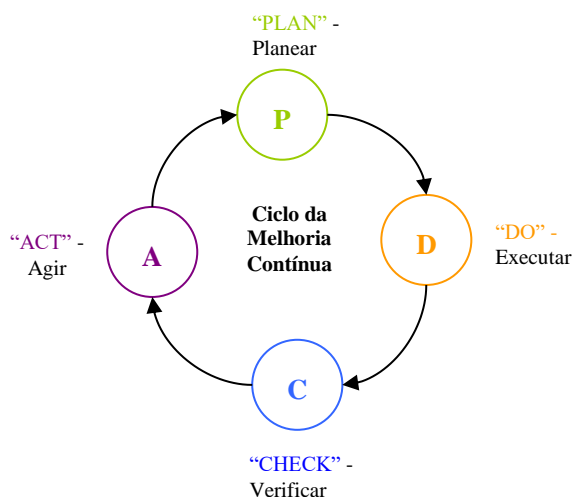 “PLAN” -
Planear
P
Ciclo da
Melhoria
Contínua
“ACT” -
Agir
A
D
“DO” -
Executar
C
“CHECK” -
Verificar